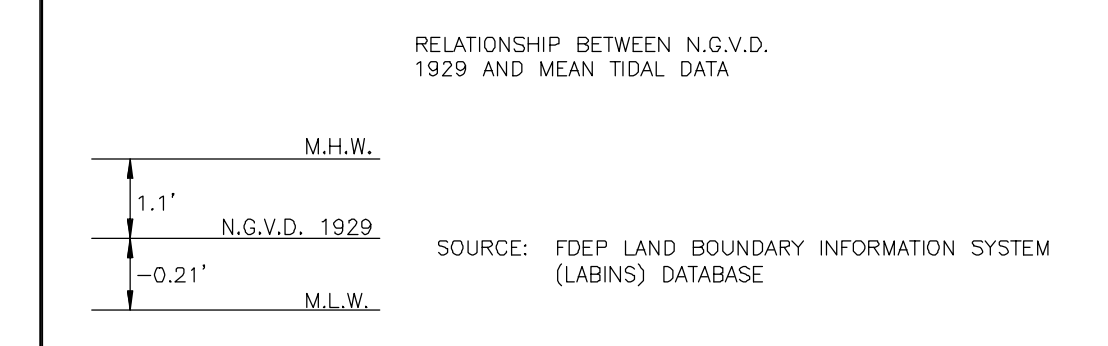 RELATIONSHIP BETWEEN N.G.V.D.
1929 AND MEAN TIDAL DATA
M.H.W.
1.1'
N.G.V.D. 1929
-0.21'
M.L.W.
SOURCE: FDEP LAND BOUNDARY INFORMATION SYSTEM
(LABINS) DATABASE